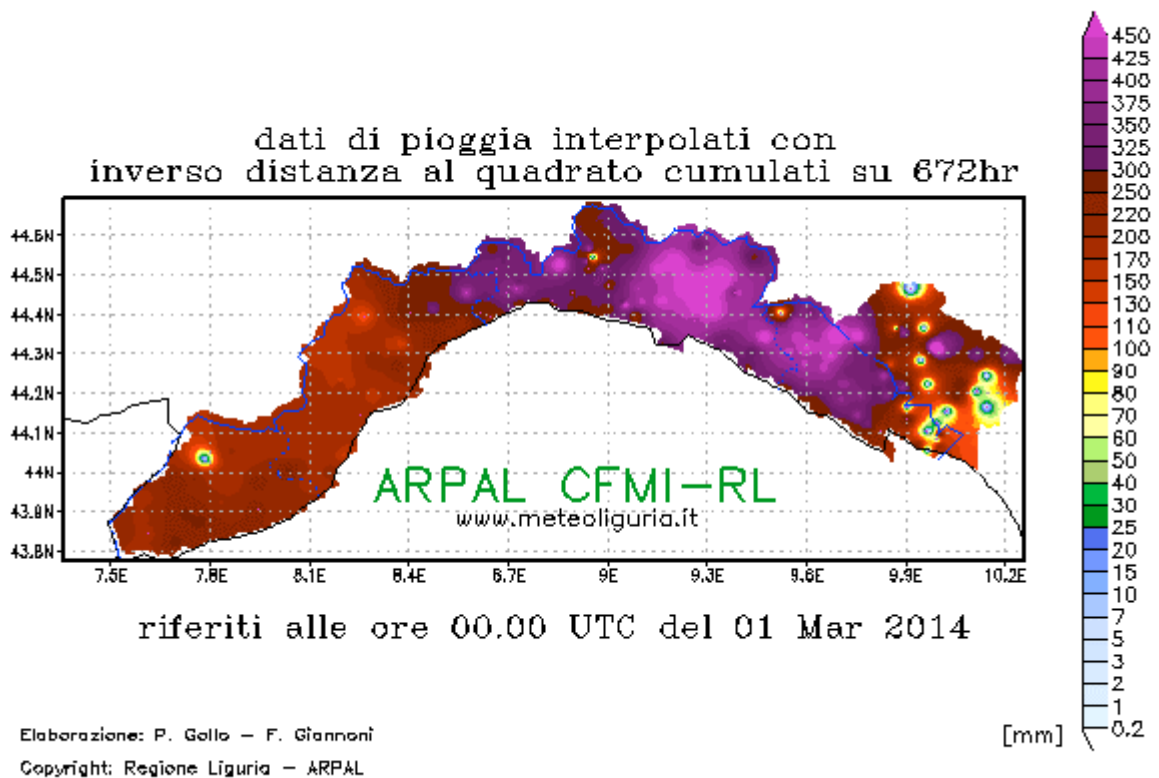 dati di pioggia interpolati con
inverso distanza al quadrato cumulati su 672hr
44.6N
44.5N
44.4N
44.3N
44.2N
44.1N
44N
43.9N
43.8N
7.5E 7.8E 8.1E 8.4E 8.7E 9E 9.3E 9.6E 9.9E 10.2E
ARPAL CFMI-RL
www.meteoliguria.it
riferiti alle ore 00.00 UTC del 01 Mar 2014
450
425
400
375
350
325
300
250
220
200
170
150
130
110
100
90
80
70
60
50
40
30
25
20
15
10
7
5
3
2
1
0.2
[mm]
Elaborazione: P. Gollo – F. Giannoni
Copyright: Regione Liguria – ARPAL